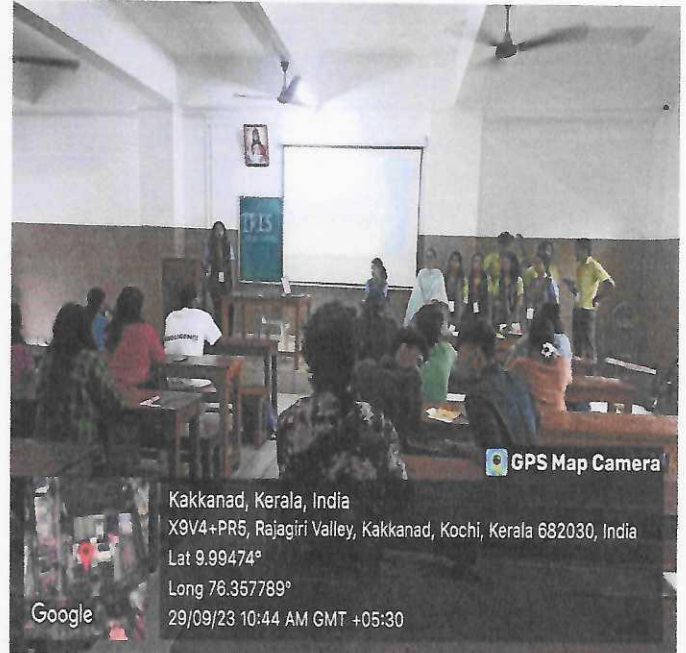 IRIS
GPS Map Camera
Kakkanad, Kerala, India
X9V4+PR5, Rajagiri Valley, Kakkanad, Kochi, Kerala 682030, India
Lat 9.99474°
Long 76.357789°
29/09/23 10:44 AM GMT +05:30
Google